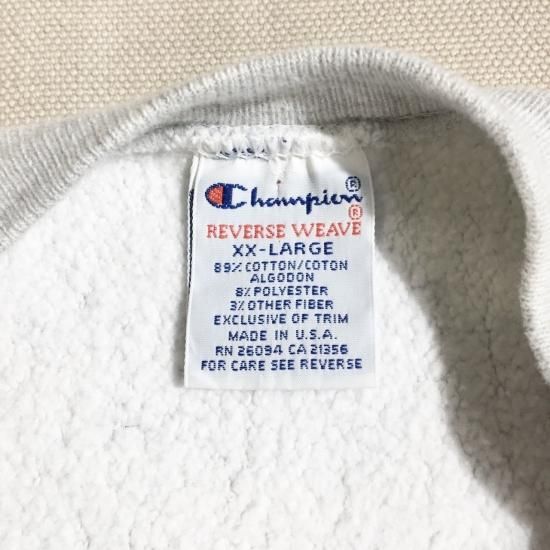 Champion®
REVERSE WEAVE®
XX-LARGE
89% COTTON/COTON
ALGODON
8% POLYESTER
3% OTHER FIBER
EXCLUSIVE OF TRIM
MADE IN U.S.A.
RN 26094 CA 21356
FOR CARE SEE REVERSE